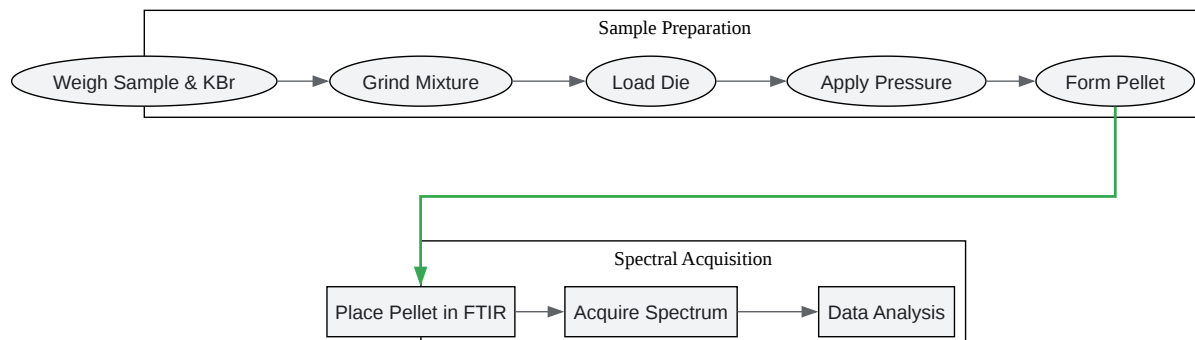 Sample Preparation
Weigh Sample & KBr
Grind Mixture
Load Die
Apply Pressure
Form Pellet
Spectral Acquisition
Place Pellet in FTIR
Acquire Spectrum
Data Analysis